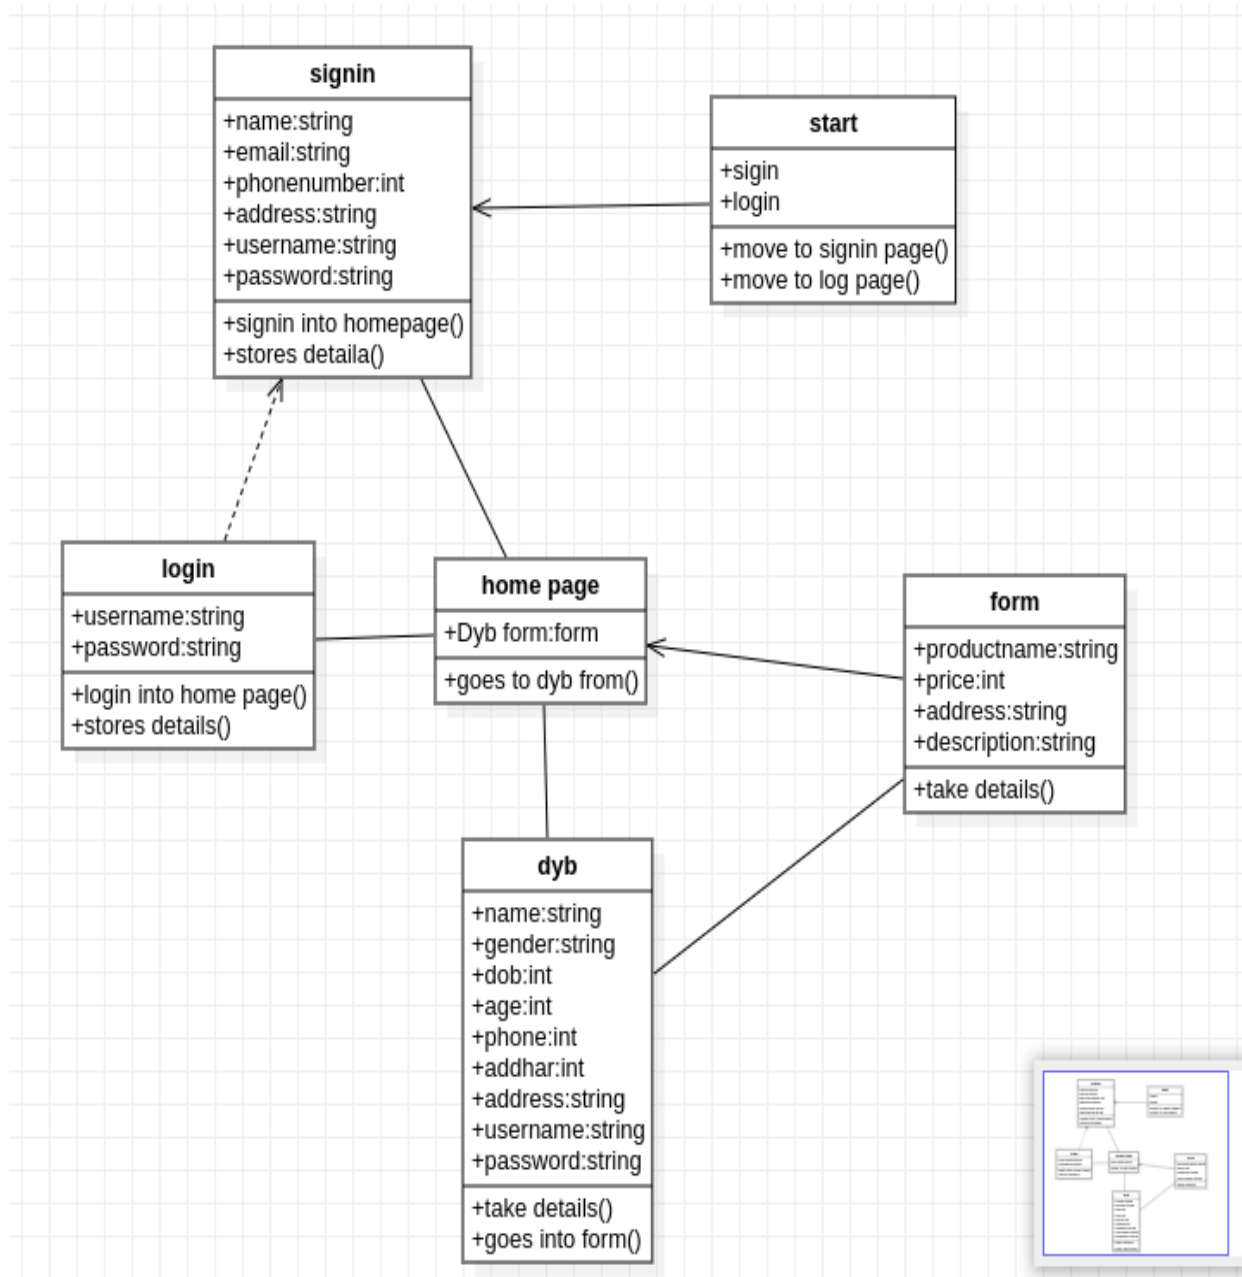 signin
+name:string
+email:string
+phonenumber:int
+address:string
+username:string
+password:string
+signin into homepage()
+stores detaila()
start
+sigin
+login
+move to signin page()
+move to log page()
login
+username:string
+password:string
+login into home page()
+stores details()
home page
+Dyb form:form
+goes to dyb from()
form
+productname:string
+price:int
+address:string
+description:string
+take details()
dyb
+name:string
+gender:string
+dob:int
+age:int
+phone:int
+addhar:int
+address:string
+username:string
+password:string
+take details()
+goes into form()